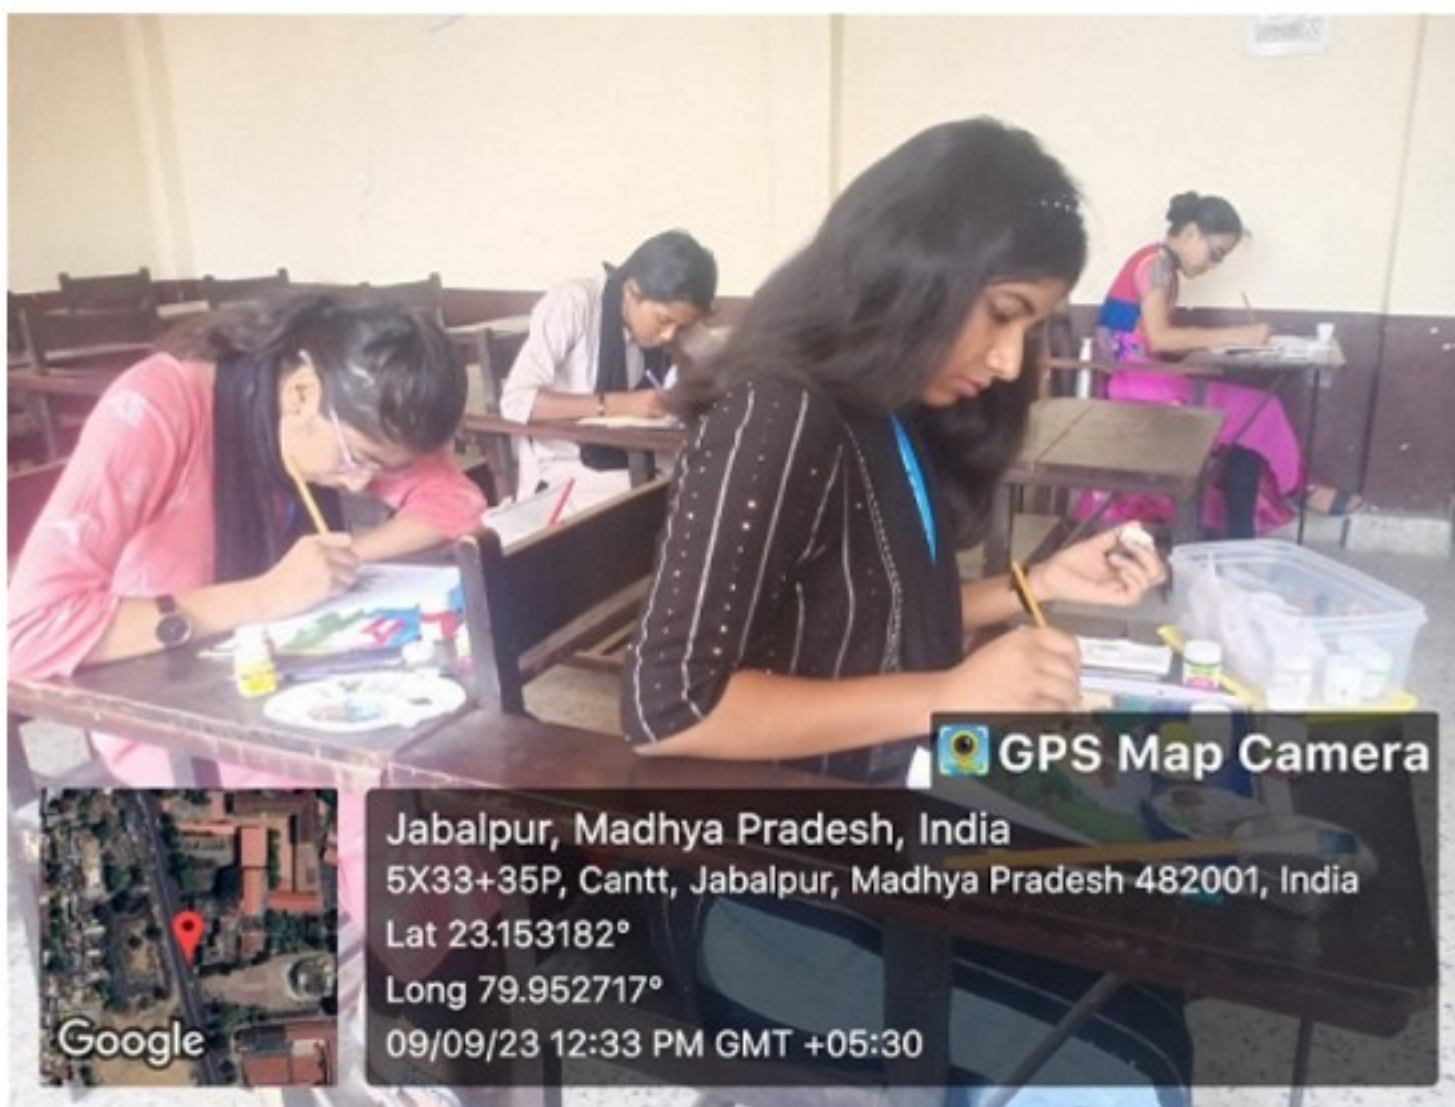 GPS Map Camera
Jabalpur, Madhya Pradesh, India
5X33+35P, Cantt, Jabalpur, Madhya Pradesh 482001, India
Lat 23.153182°
Long 79.952717°
09/09/23 12:33 PM GMT +05:30
Google